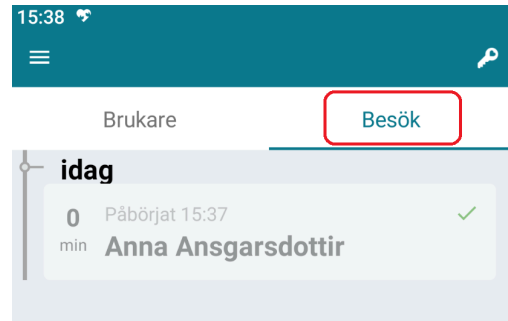 15:38
Brukare Besök
idag
0 Påbörjat 15:37
min Anna Ansgarsdottir